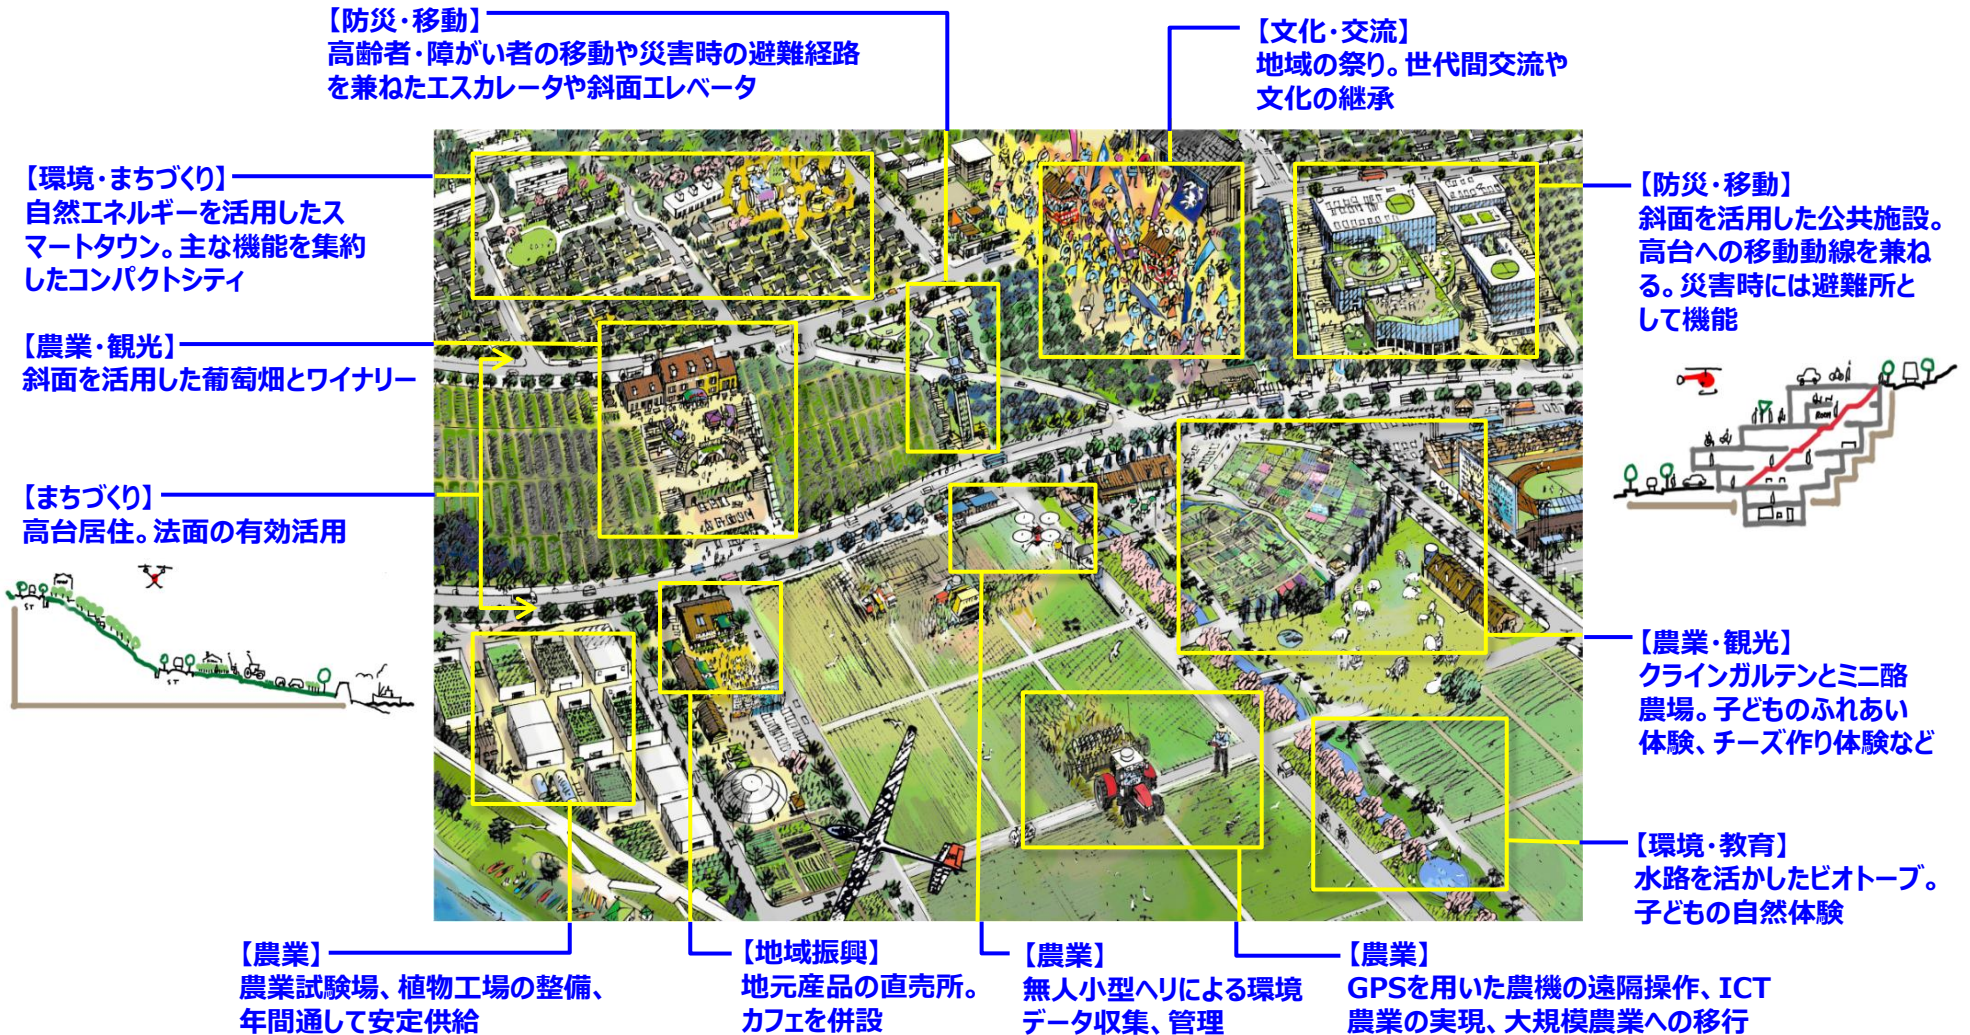 【防災・移動】
高齢者・障がい者の移動や災害時の避難経路
を兼ねたエスカレータや斜面エレベータ
【文化・交流】
地域の祭り。世代間交流や
文化の継承
【環境・まちづくり】
自然エネルギーを活用したス
マートタウン。主な機能を集約
したコンパクトシティ
【防災・移動】
斜面を活用した公共施設。
高台への移動動線を兼ね
る。災害時には避難所と
して機能
【農業・観光】
斜面を活用した葡萄畑とワイナリー
【まちづくり】
高台居住。法面の有効活用
【農業・観光】
クラインガルテンとミニ酪
農場。子どものふれあい
体験、チーズ作り体験など
【環境・教育】
水路を活かしたビオトープ。
子どもの自然体験
【農業】
農業試験場、植物工場の整備、
年間通して安定供給
【地域振興】
地元産品の直売所。
カフェを併設
【農業】
無人小型ヘリによる環境
データ収集、管理
【農業】
GPSを用いた農機の遠隔操作、ICT
農業の実現、大規模農業への移行